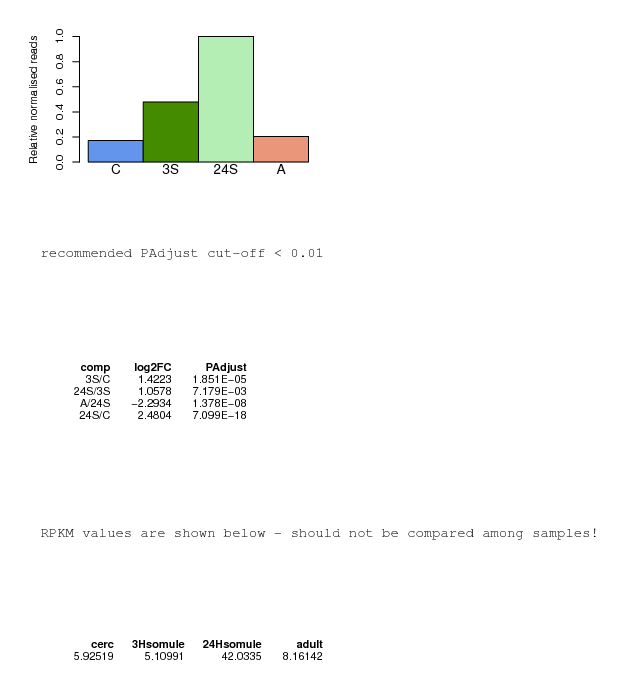 Relative normalised reads
1.0
0.8
0.6
0.4
0.2
0.0
C 3S 24S A
recommended PAdjust cut-off < 0.01
comp log2FC PAdjust
3S/C 1.4223 1.851E−05
24S/3S 1.0578 7.179E−03
A/24S −2.2934 1.378E−08
24S/C 2.4804 7.099E−18
RPKM values are shown below - should not be compared among samples!
cerc 3Hsomule 24Hsomule adult
5.92519 5.10991 42.0335 8.16142